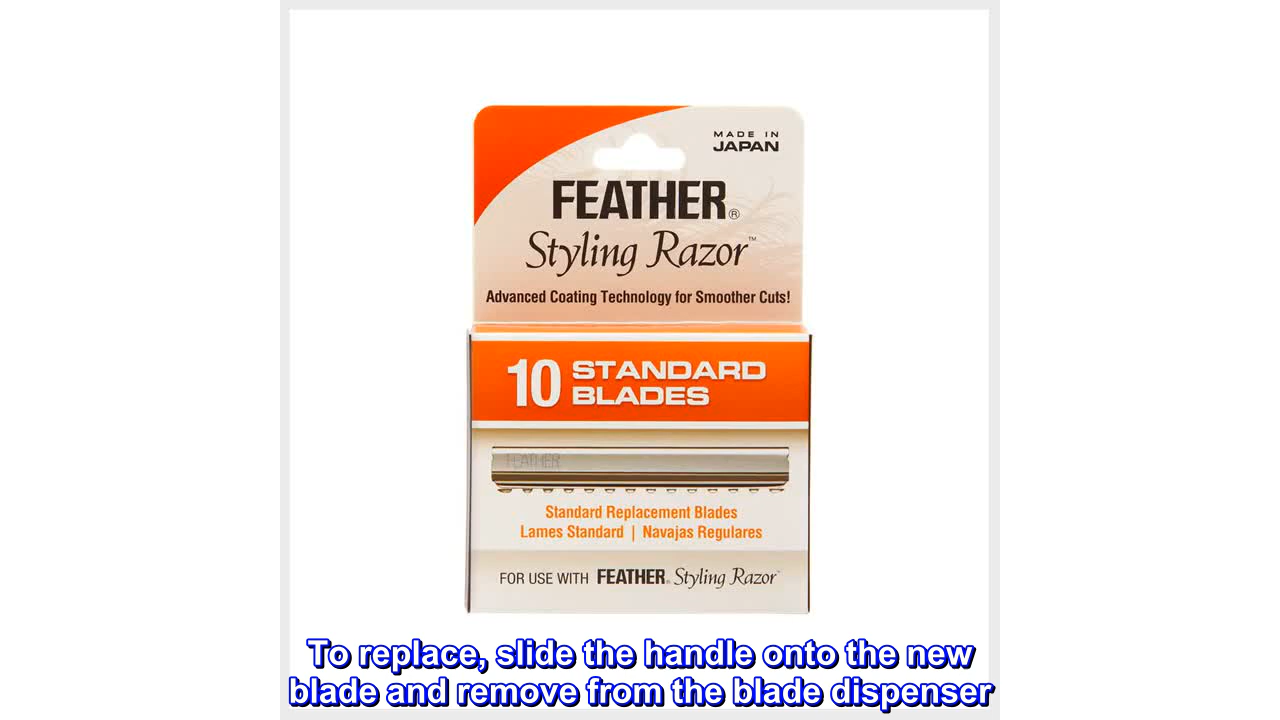 MADE IN
JAPAN
FEATHER®
Styling Razor™
Advanced Coating Technology for Smoother Cuts!
10 STANDARD
BLADES
FEATHER
Standard Replacement Blades
Lames Standard | Navajas Regulares
FOR USE WITH FEATHER® Styling Razor™
To replace, slide the handle onto the new
blade and remove from the blade dispenser